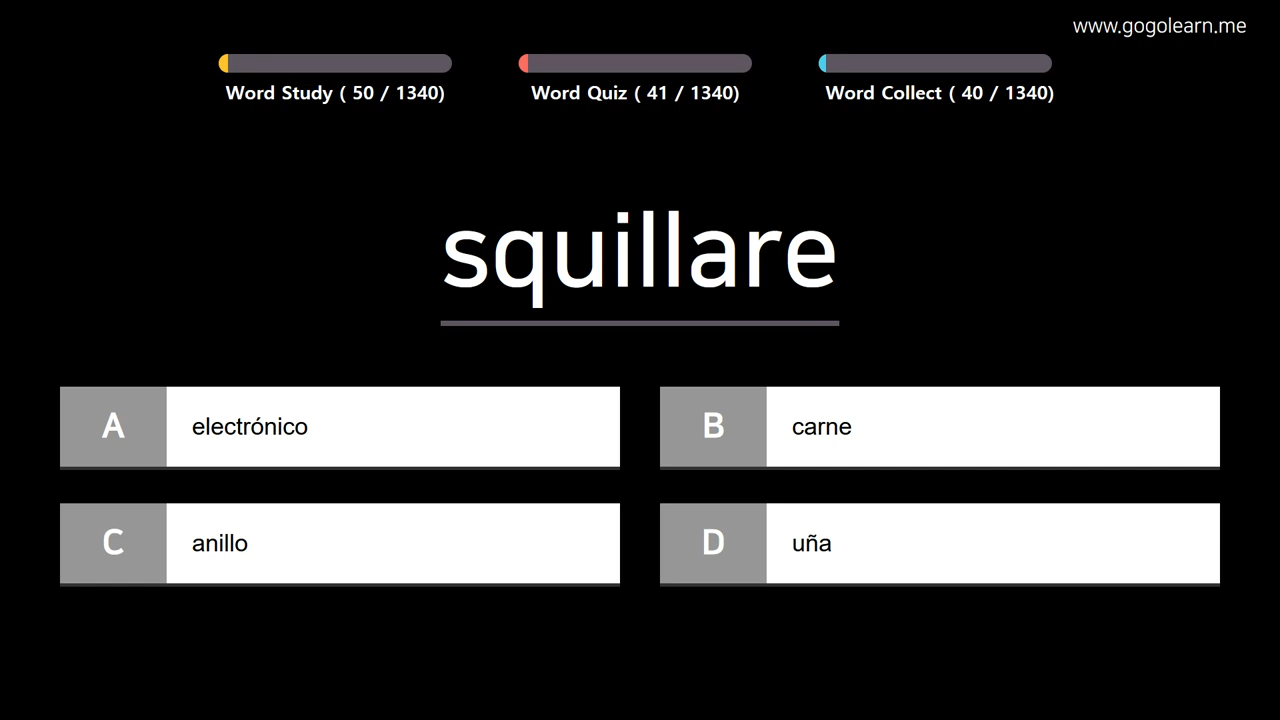 www.gogolearn.me
Word Study ( 50 / 1340)
Word Quiz ( 41 / 1340)
Word Collect ( 40 / 1340)
squillare
A electrónico
B carne
C anillo
D uña